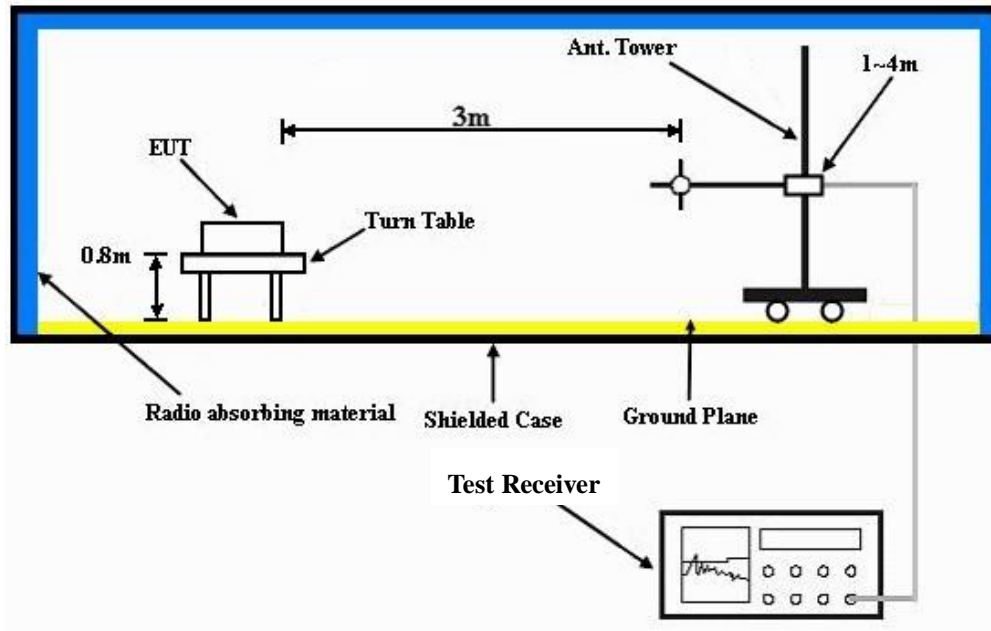 Ant. Tower
1~4m
3m
EUT
Turn Table
0.8m
Radio absorbing material
Shielded Case
Ground Plane
Test Receiver